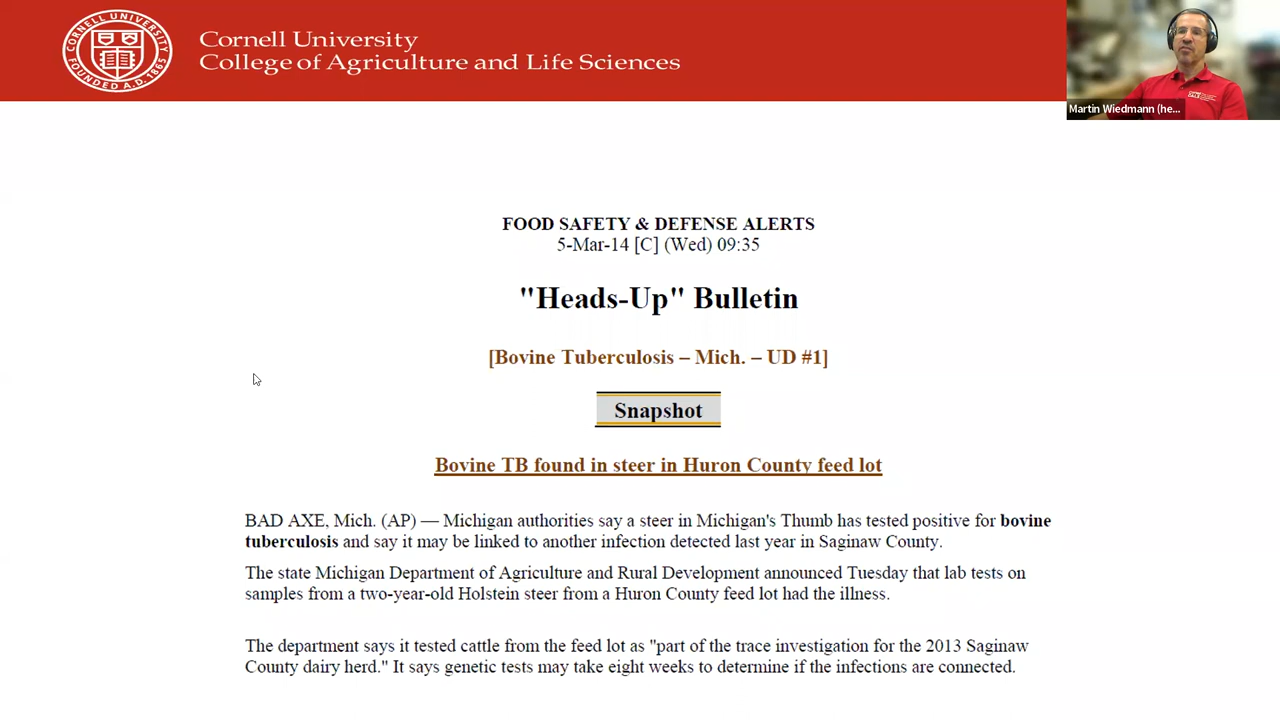 Cornell University
College of Agriculture and Life Sciences
CORNELL UNIVERSITY
FOUNDED A.D. 1865
Martin Wiedmann (he...
FOOD SAFETY & DEFENSE ALERTS
5-Mar-14 [C] (Wed) 09:35
"Heads-Up" Bulletin
[Bovine Tuberculosis – Mich. – UD #1]
Snapshot
Bovine TB found in steer in Huron County feed lot
BAD AXE, Mich. (AP) — Michigan authorities say a steer in Michigan's Thumb has tested positive for bovine
tuberculosis and say it may be linked to another infection detected last year in Saginaw County.
The state Michigan Department of Agriculture and Rural Development announced Tuesday that lab tests on
samples from a two-year-old Holstein steer from a Huron County feed lot had the illness.
The department says it tested cattle from the feed lot as "part of the trace investigation for the 2013 Saginaw
County dairy herd." It says genetic tests may take eight weeks to determine if the infections are connected.